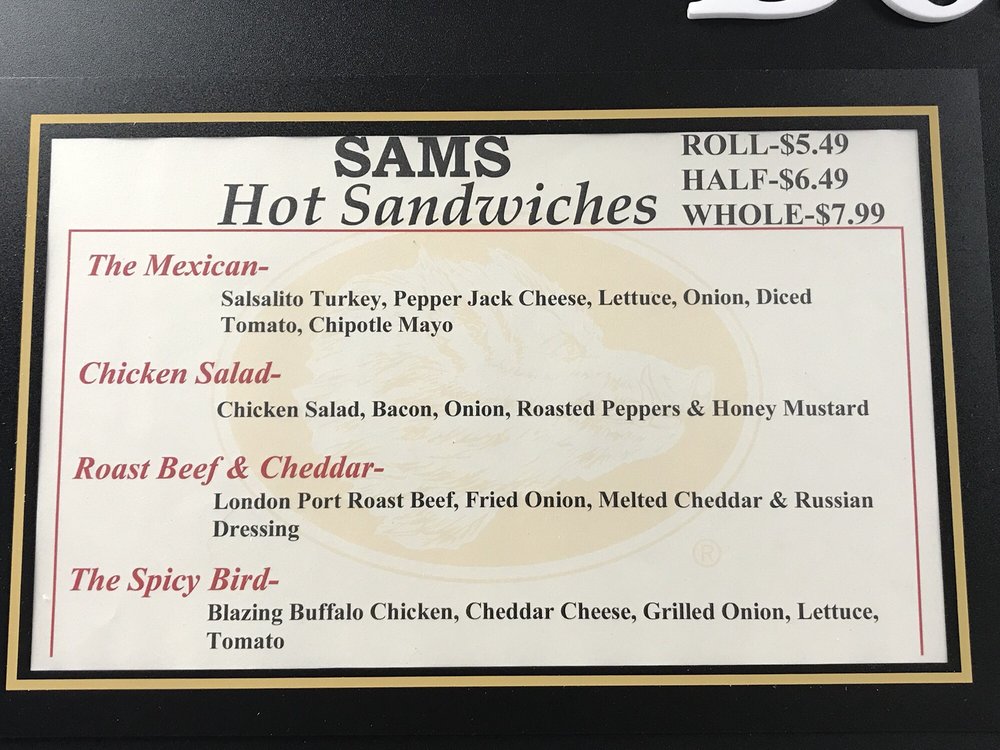 SAMS
Hot Sandwiches
ROLL-$5.49
HALF-$6.49
WHOLE-$7.99
The Mexican-
Salsalito Turkey, Pepper Jack Cheese, Lettuce, Onion, Diced
Tomato, Chipotle Mayo
Chicken Salad-
Chicken Salad, Bacon, Onion, Roasted Peppers & Honey Mustard
Roast Beef & Cheddar-
London Port Roast Beef, Fried Onion, Melted Cheddar & Russian
Dressing
The Spicy Bird-
Blazing Buffalo Chicken, Cheddar Cheese, Grilled Onion, Lettuce,
Tomato
®